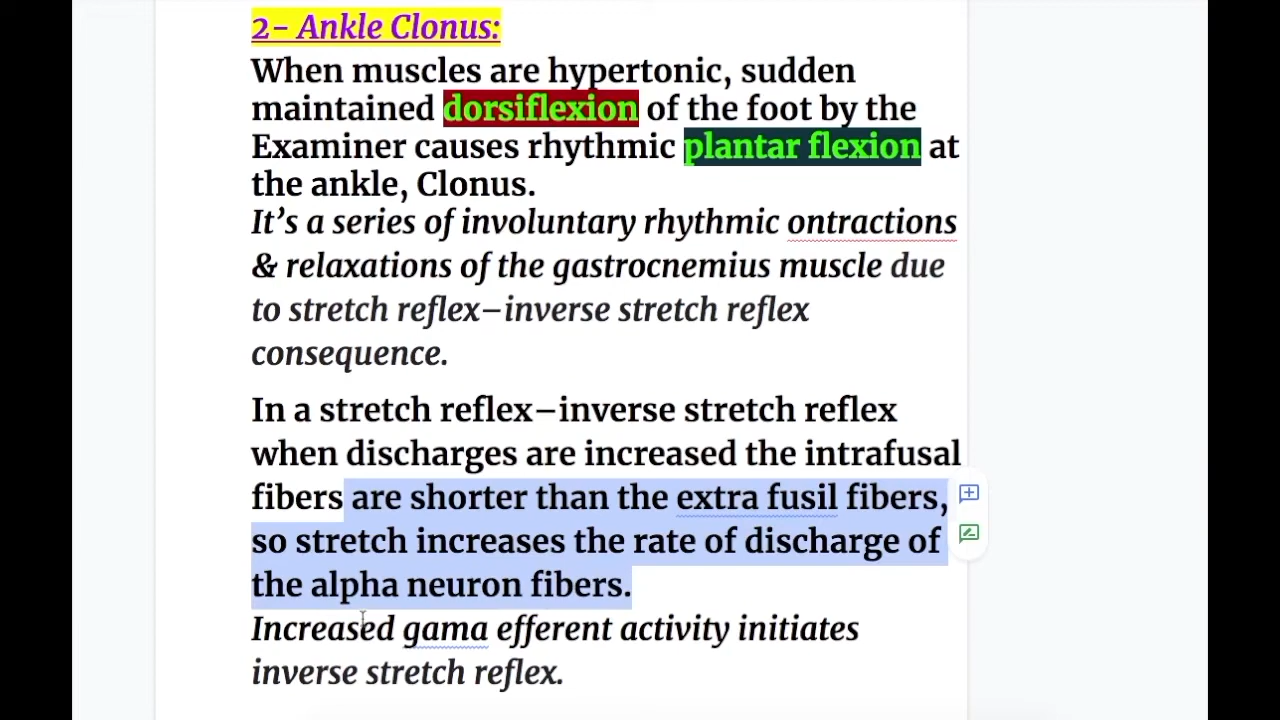 2- Ankle Clonus:
When muscles are hypertonic, sudden
maintained dorsiflexion of the foot by the
Examiner causes rhythmic plantar flexion at
the ankle, Clonus.
It’s a series of involuntary rhythmic ontractions
& relaxations of the gastrocnemius muscle due
to stretch reflex–inverse stretch reflex
consequence.
In a stretch reflex–inverse stretch reflex
when discharges are increased the intrafusal
fibers are shorter than the extra fusil fibers,
so stretch increases the rate of discharge of
the alpha neuron fibers.
Increased gama efferent activity initiates
inverse stretch reflex.